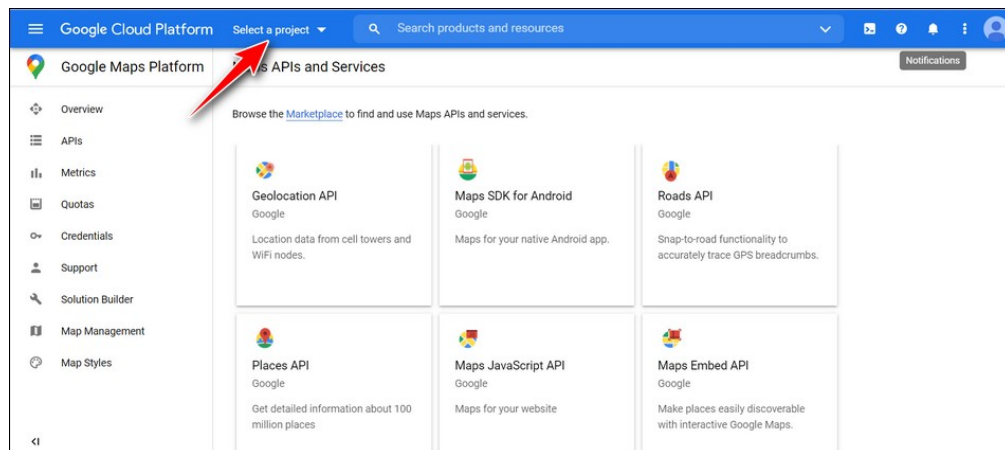 Google Cloud Platform
Select a project
Search products and resources
Notifications
Google Maps Platform
s APIs and Services
Overview
APIs
Metrics
Quotas
Credentials
Support
Solution Builder
Map Management
Map Styles
Browse the Marketplace to find and use Maps APIs and services.
Geolocation API
Google
Location data from cell towers and
WiFi nodes.
Maps SDK for Android
Google
Maps for your native Android app.
Roads API
Google
Snap-to-road functionality to
accurately trace GPS breadcrumbs.
Places API
Google
Get detailed information about 100
million places
Maps JavaScript API
Google
Maps for your website
Maps Embed API
Google
Make places easily discoverable
with interactive Google Maps.